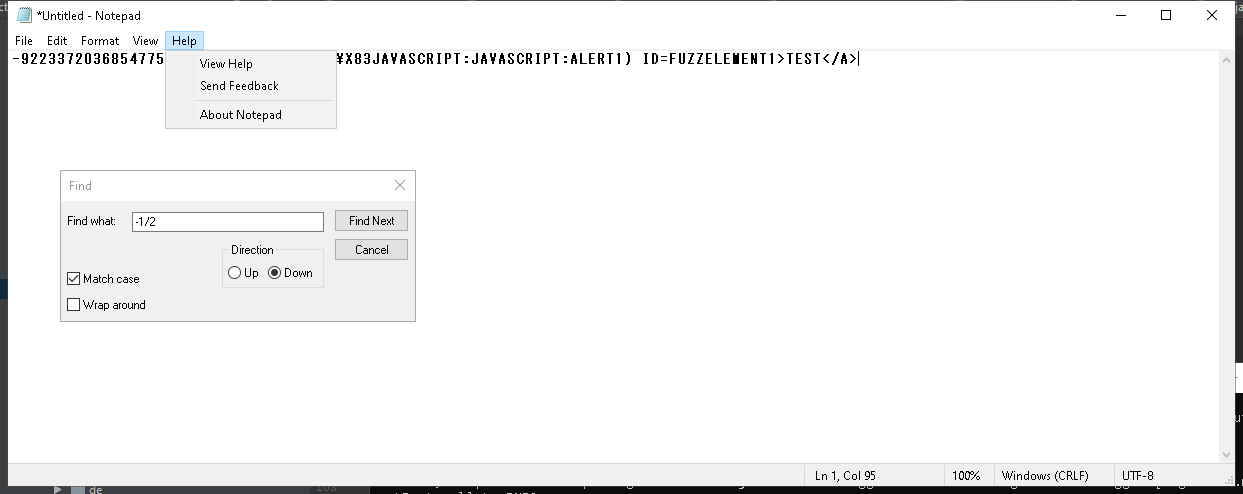 *Untitled - Notepad
File Edit Format View Help
-9223372036854775
¥X83JAVASCRIPT:JAVASCRIPT:ALERT1) ID=FUZZELEMENT1>TEST</A>
View Help
Send Feedback
About Notepad
Find
Find what: -1/2
Find Next
Direction
Cancel
Up Down
Match case
Wrap around
Ln 1, Col 95 100% Windows (CRLF) UTF-8
de